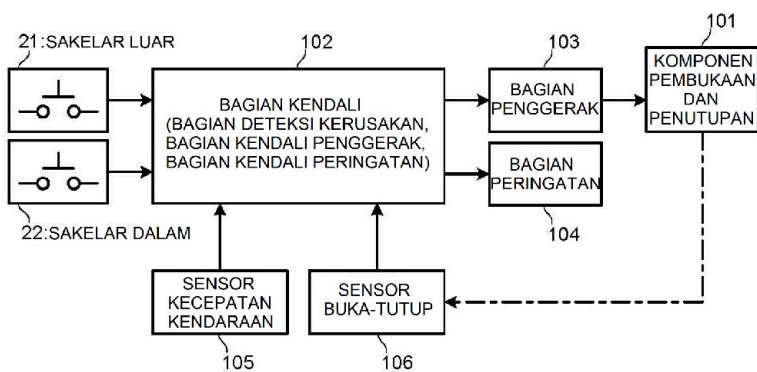 21:SAKELAR LUAR
102
103
101
BAGIAN KENDALI
(BAGIAN DETEKSI KERUSAKAN,
BAGIAN KENDALI PENGGERAK,
BAGIAN KENDALI PERINGATAN)
BAGIAN
PENGGERAK
KOMPONEN
PEMBUKAAN
DAN
PENUTUPAN
BAGIAN
PERINGATAN
104
22:SAKELAR DALAM
SENSOR
KECEPATAN
KENDARAAN
105
SENSOR
BUKA-TUTUP
106